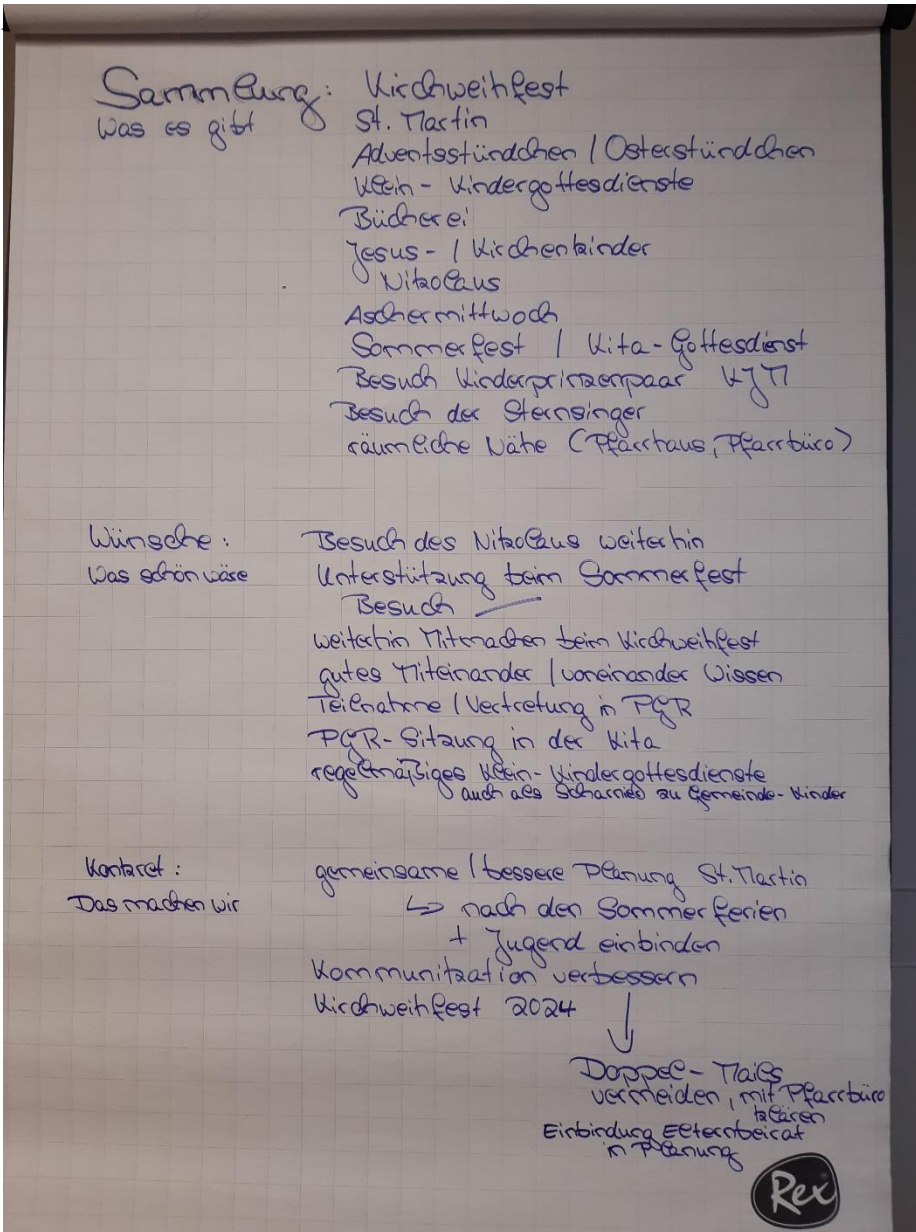 Sammlung: Kirchweihfest
Was es gibt St. Martin
Adventsstündchen / Osterstündchen
Klein - Kindergottesdienste
Bücherei
Jesus - / Kirchenkinder
Nikolaus
Aschermittwoch
Sommerfest / Kita - Gottesdienst
Besuch Kinderprinzenpaar KJM
Besuch der Sternsinger
räumliche Nähe (Pfarrhaus, Pfarrbüro)
Wünsche: Besuch des Nikolaus weiterhin
Was schön wäse Unterstützung beim Sommerfest
Besuch
weiterhin Mitmachen beim Kirchweihfest
gutes Miteinander / voneinander Wissen
Teilnahme / Vertretung in PGR
PGR - Sitzung in der Kita
regelmäßiges Klein - Kindergottesdienste
auch als Scharnier zu Gemeinde - Kinder
Konkret: gemeinsame / bessere Planung St. Martin
Das machen wir ↳ nach den Sommerferien
+ Jugend einbinden
Kommunikation verbessern
Kirchweihfest 2024
Doppel - Mails
vermeiden, mit Pfarrbüro
klären
Einbindung Elternbeirat
in Planung
Rex